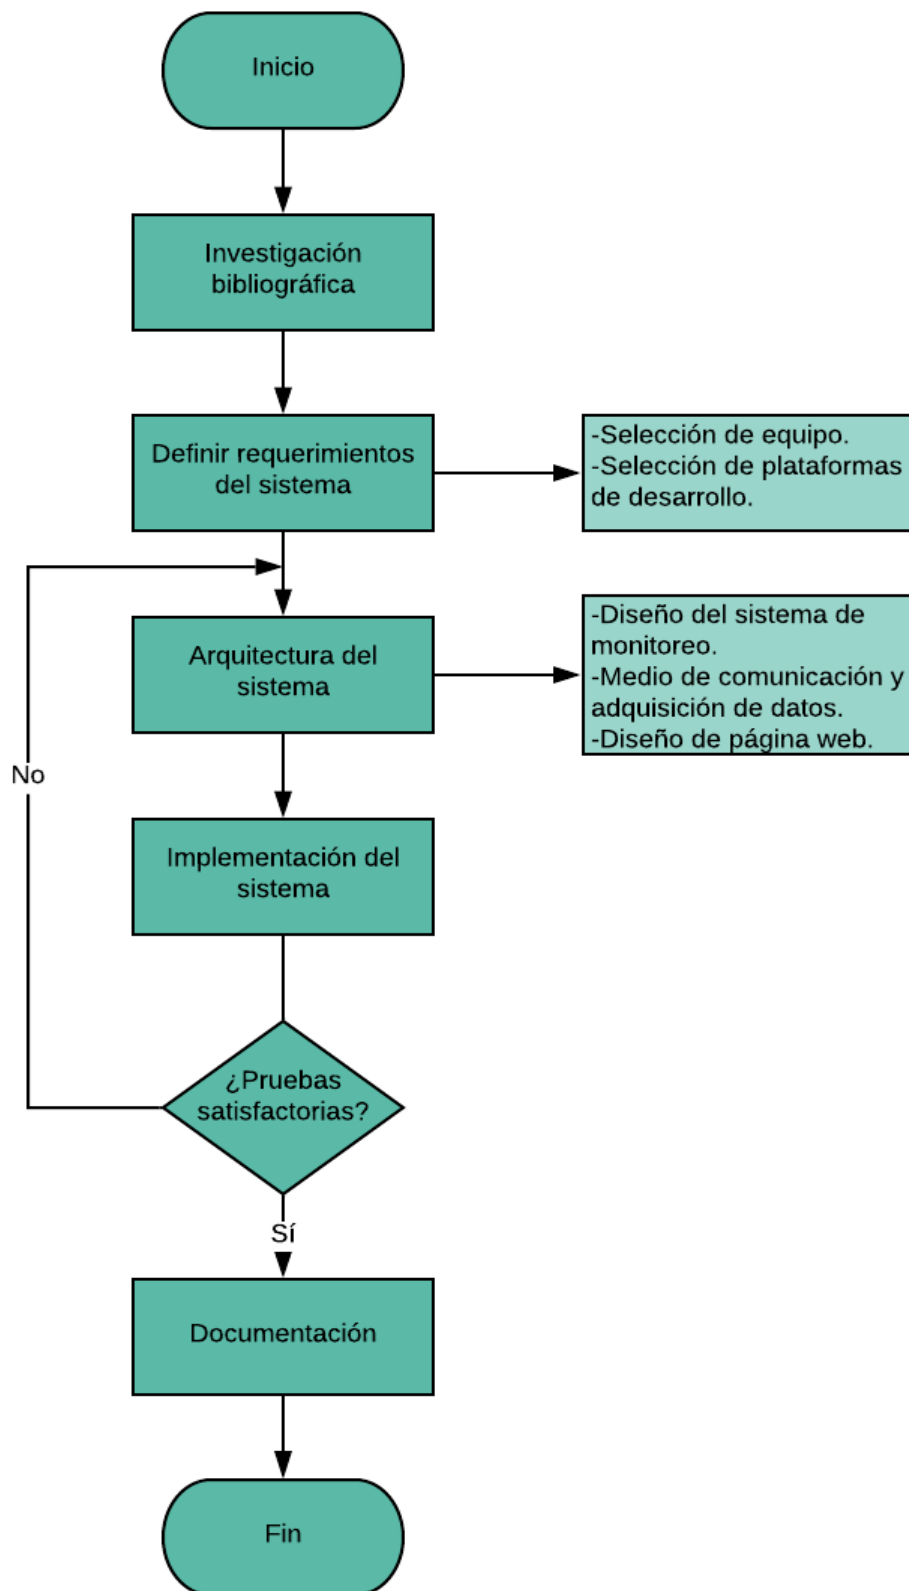 Inicio
Investigación
bibliográfica
Definir requerimientos
del sistema
-Selección de equipo.
-Selección de plataformas
de desarrollo.
Arquitectura del
sistema
-Diseño del sistema de
monitoreo.
-Medio de comunicación y
adquisición de datos.
-Diseño de página web.
No
Implementación del
sistema
¿Pruebas
satisfactorias?
Sí
Documentación
Fin